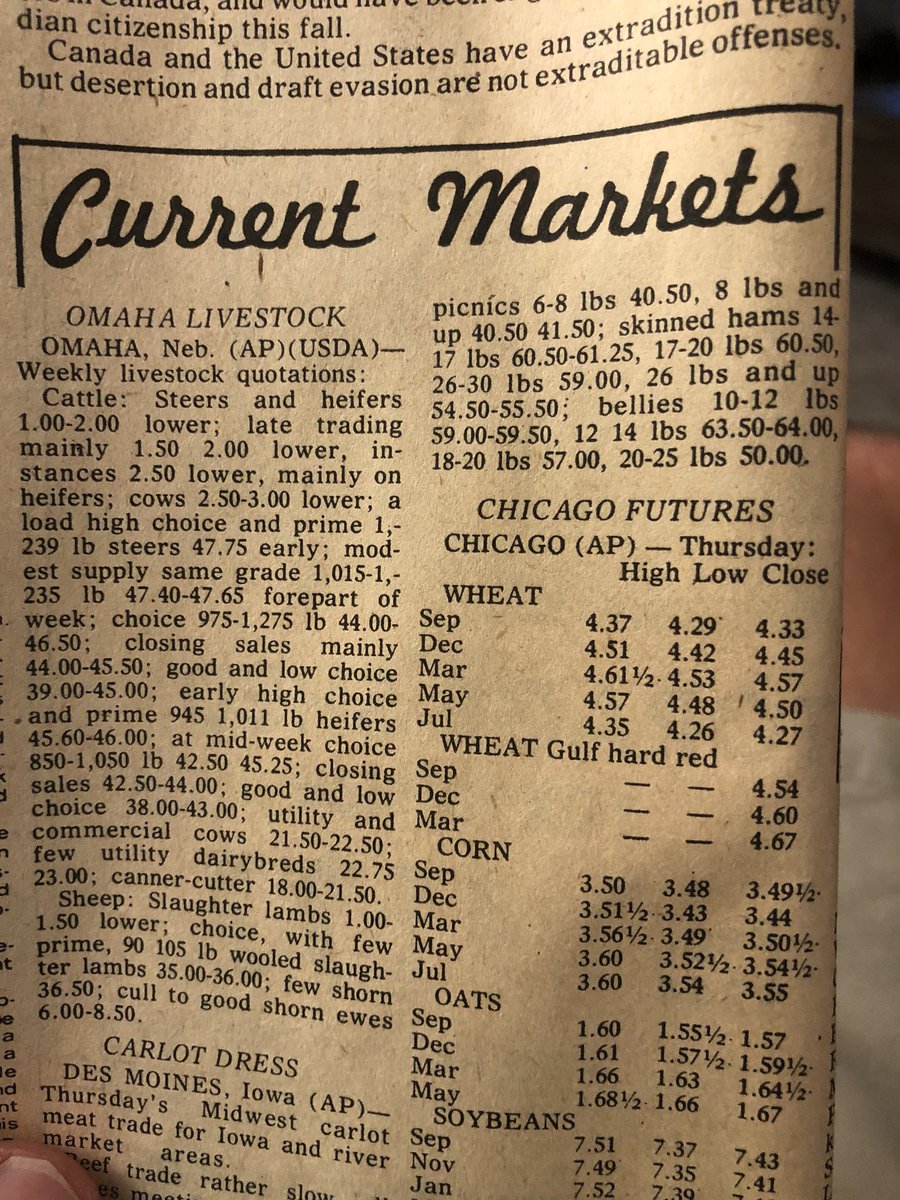 dian citizenship this fall.
Canada and the United States have an extradition treaty,
but desertion and draft evasion are not extraditable offenses.
Current Markets
OMAHA LIVESTOCK
OMAHA, Neb. (AP)(USDA)—
Weekly livestock quotations:
Cattle: Steers and heifers
1.00-2.00 lower; late trading
mainly 1.50 2.00 lower, in-
stances 2.50 lower, mainly on
heifers; cows 2.50-3.00 lower; a
load high choice and prime 1,-
239 lb steers 47.75 early; mod-
est supply same grade 1,015-1,-
235 lb 47.40-47.65 forepart of
week; choice 975-1,275 lb 44.00-
46.50; closing sales mainly
44.00-45.50; good and low choice
39.00-45.00; early high choice
and prime 945 1,011 lb heifers
45.60-46.00; at mid-week choice
850-1,050 lb 42.50 45.25; closing
sales 42.50-44.00; good and low
choice 38.00-43.00; utility and
commercial cows 21.50-22.50;
few utility dairybreds 22.75
23.00; canner-cutter 18.00-21.50.
Sheep: Slaughter lambs 1.00-
1.50 lower; choice, with few
prime, 90 105 lb wooled slaugh-
ter lambs 35.00-36.00; few shorn
36.50; cull to good shorn ewes
6.00-8.50.
CARLOT DRESS
DES MOINES, Iowa (AP)—
Thursday's Midwest carlot
meat trade for Iowa and river
market areas.
Beef trade rather slow
picnics 6-8 lbs 40.50, 8 lbs and
up 40.50 41.50; skinned hams 14-
17 lbs 60.50-61.25, 17-20 lbs 60.50,
26-30 lbs 59.00, 26 lbs and up
54.50-55.50; bellies 10-12 lbs
59.00-59.50, 12 14 lbs 63.50-64.00,
18-20 lbs 57.00, 20-25 lbs 50.00.
CHICAGO FUTURES
CHICAGO (AP) — Thursday:
High Low Close
WHEAT
Sep 4.37 4.29 4.33
Dec 4.51 4.42 4.45
Mar 4.61½ 4.53 4.57
May 4.57 4.48 4.50
Jul 4.35 4.26 4.27
WHEAT Gulf hard red
Sep — — 4.54
Dec — — 4.60
Mar — — 4.67
CORN
Sep 3.50 3.48 3.49½
Dec 3.51½ 3.43 3.44
Mar 3.56½ 3.49 3.50½
May 3.60 3.52½ 3.54½
Jul 3.60 3.54 3.55
OATS
Sep 1.60 1.55½ 1.57
Dec 1.61 1.57½ 1.59½
Mar 1.66 1.63 1.64½
May 1.68½ 1.66 1.67
SOYBEANS
Sep 7.51 7.37 7.43
Nov 7.49 7.35 7.41
Jan 7.52 7.39